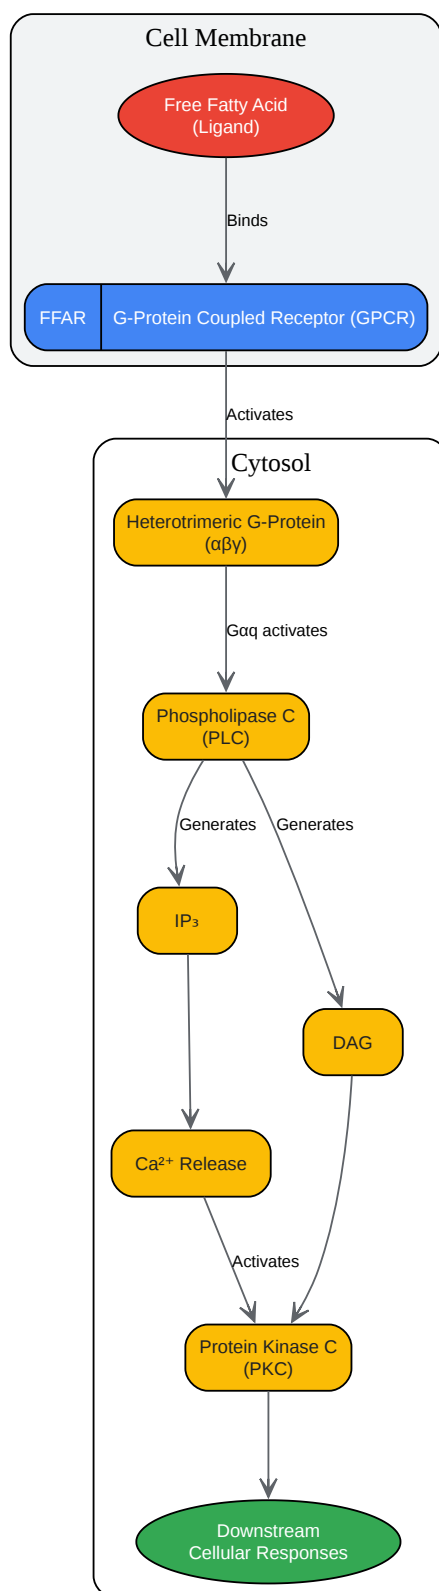 Cell Membrane
Free Fatty Acid
(Ligand)
Binds
FFAR
G-Protein Coupled Receptor (GPCR)
Activates
Cytosol
Heterotrimeric G-Protein
(αβγ)
Gαq activates
Phospholipase C
(PLC)
Generates
Generates
IP₃
DAG
Ca²⁺ Release
Activates
Protein Kinase C
(PKC)
Downstream
Cellular Responses